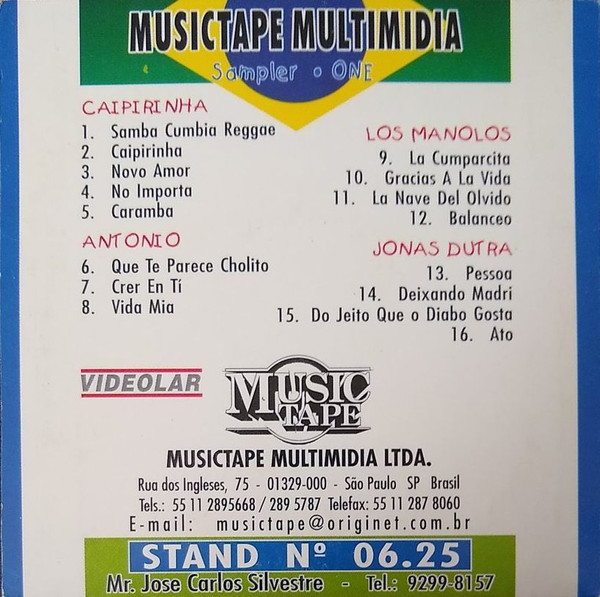 MUSICTAPE MULTIMIDIA
Sampler • ONE
CAIPIRINHA
1. Samba Cumbia Reggae
2. Caipirinha
3. Novo Amor
4. No Importa
5. Caramba
ANTONIO
6. Que Te Parece Cholito
7. Crer En Tí
8. Vida Mia
LOS MANOLOS
9. La Cumparcita
10. Gracias A La Vida
11. La Nave Del Olvido
12. Balanceo
JONAS DUTRA
13. Pessoa
14. Deixando Madri
15. Do Jeito Que o Diabo Gosta
16. Ato
VIDEOLAR
MUSIC
TAPE
MUSICTAPE MULTIMIDIA LTDA.
Rua dos Ingleses, 75 - 01329-000 - São Paulo SP Brasil
Tels.: 55 11 2895668 / 289 5787 Telefax: 55 11 287 8060
E-mail: musictape@originet.com.br
STAND Nº 06.25
Mr. Jose Carlos Silvestre - Tel.: 9299-8157